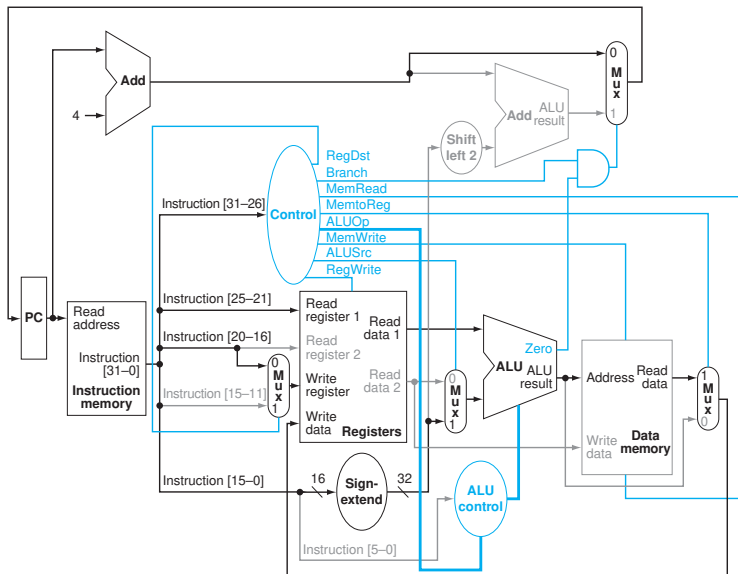 0
M
u
x
1
Add
ALU
Add result
4
Shift
left 2
RegDst
Branch
MemRead
MemtoReg
ALUOp
MemWrite
ALUSrc
RegWrite
Instruction [31–26]
Control
PC
Read
address
Instruction
[31–0]
Instruction
memory
Instruction [25–21]
Instruction [20–16]
Instruction [15–11]
0
M
u
x
1
Read
register 1
Read
data 1
Read
register 2
Write
register
Read
data 2
Write
data
Registers
0
M
u
x
1
Zero
ALU
ALU
result
Address
Read
data
Write
data
Data
memory
1
M
u
x
0
Instruction [15–0]
16
Sign-
extend
32
Instruction [5–0]
ALU
control